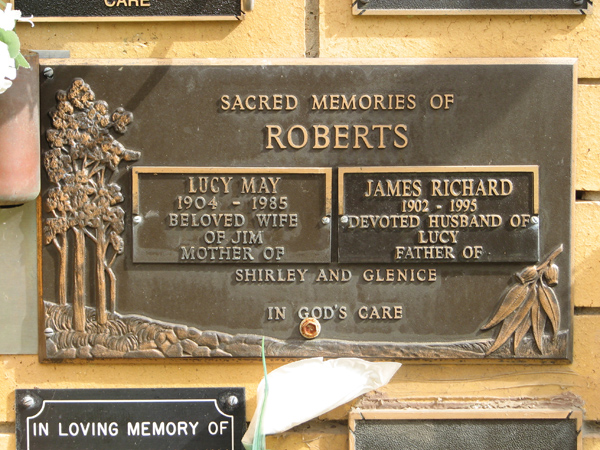 CARE
SACRED MEMORIES OF
ROBERTS
LUCY MAY
1904 - 1985
BELOVED WIFE
OF JIM
MOTHER OF
JAMES RICHARD
1902 - 1995
DEVOTED HUSBAND OF
LUCY
FATHER OF
SHIRLEY AND GLENICE
IN GOD'S CARE
IN LOVING MEMORY OF